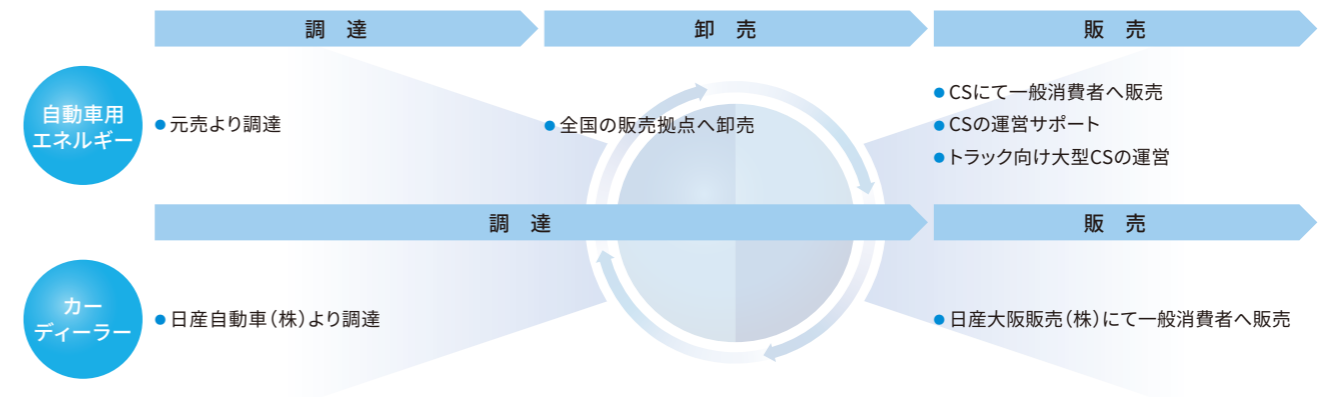 調　達
卸　売
販　売
自動車用
エネルギー
●元売より調達
●全国の販売拠点へ卸売
●CSにて一般消費者へ販売
●CSの運営サポート
●トラック向け大型CSの運営
調　達
販　売
カー
ディーラー
●日産自動車（株）より調達
●日産大阪販売（株）にて一般消費者へ販売